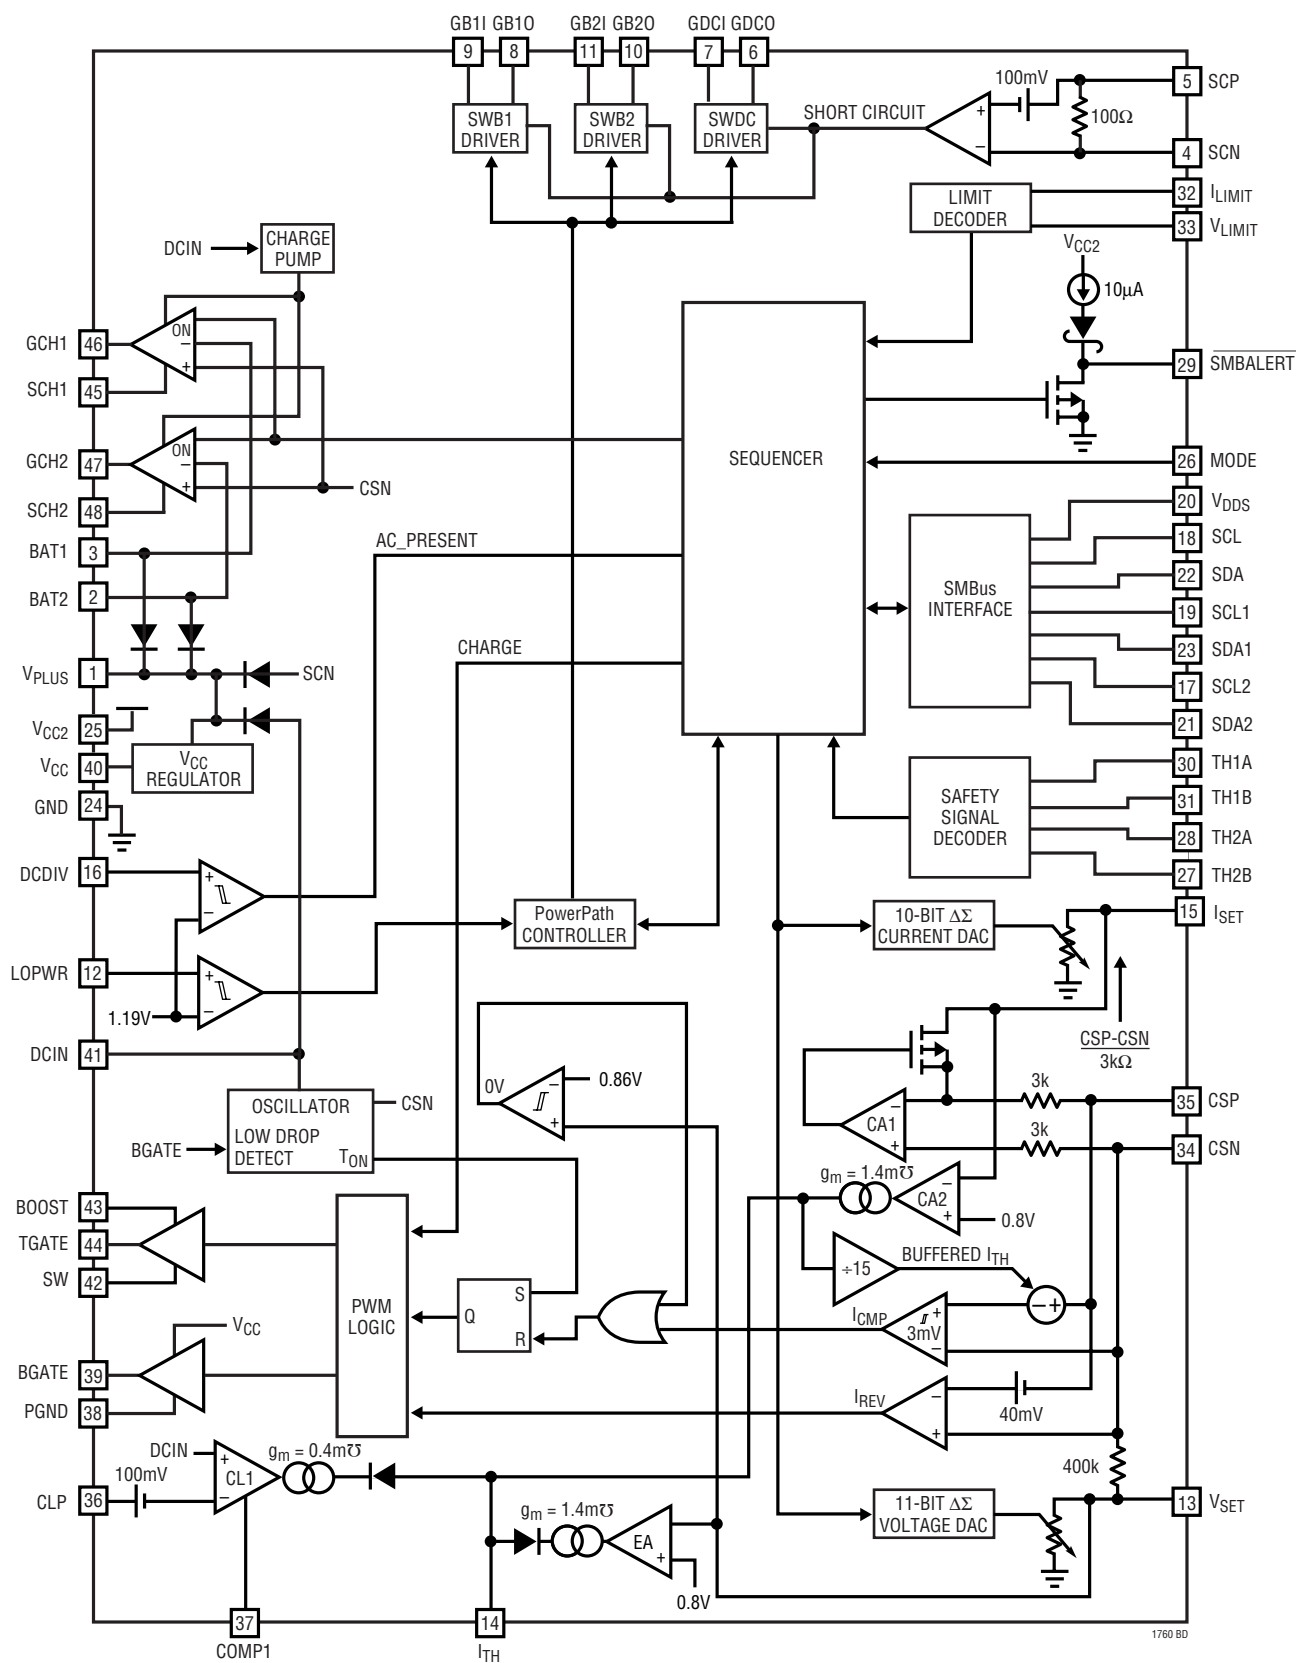 GB1I GB1O GB2I GB2O GDCI GDCO
9 8 11 10 7 6
SWB1
DRIVER
SWB2
DRIVER
SWDC
DRIVER
SHORT CIRCUIT
+
−
100mV
100Ω
5 SCP
4 SCN
LIMIT
DECODER
32 ILIMIT
33 VLIMIT
VCC2
10μA
29 SMBALERT
DCIN
CHARGE
PUMP
GCH1 46
ON
−
+
SCH1 45
GCH2 47
ON
−
+
CSN
SCH2 48
BAT1 3
BAT2 2
VPLUS 1
SCN
VCC2 25
VCC 40
VCC
REGULATOR
GND 24
AC_PRESENT
CHARGE
SEQUENCER
26 MODE
SMBus
INTERFACE
20 VDDS
18 SCL
22 SDA
19 SCL1
23 SDA1
17 SCL2
21 SDA2
SAFETY
SIGNAL
DECODER
30 TH1A
31 TH1B
28 TH2A
27 TH2B
DCDIV 16
+
−
LOPWR 12
+
−
1.19V
DCIN 41
PowerPath
CONTROLLER
10-BIT ΔΣ
CURRENT DAC
15 ISET
CSP-CSN
3kΩ
OSCILLATOR
LOW DROP
DETECT
TON
CSN
BGATE
0V
−
+
0.86V
CA1
−
+
3k
3k
35 CSP
34 CSN
gm = 1.4m℧
CA2
−
+
0.8V
BOOST 43
TGATE 44
SW 42
PWM
LOGIC
Q
S
R
÷15
BUFFERED ITH
−+
ICMP
+
3mV
−
VCC
BGATE 39
PGND 38
IREV
−
+
40mV
400k
DCIN
100mV
CLP 36
+
CL1
−
gm = 0.4m℧
gm = 1.4m℧
EA
+
0.8V
11-BIT ΔΣ
VOLTAGE DAC
13 VSET
37
COMP1
14
ITH
1760 BD